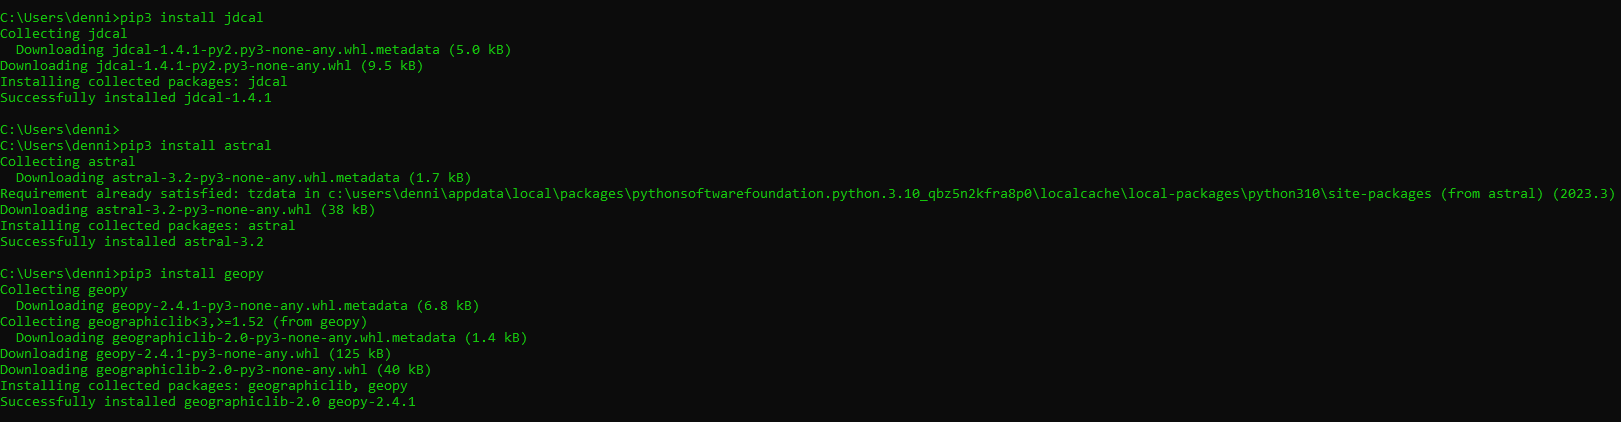 C:\Users\denni>pip3 install jdcal
Collecting jdcal
  Downloading jdcal-1.4.1-py2.py3-none-any.whl.metadata (5.0 kB)
Downloading jdcal-1.4.1-py2.py3-none-any.whl (9.5 kB)
Installing collected packages: jdcal
Successfully installed jdcal-1.4.1
C:\Users\denni>
C:\Users\denni>pip3 install astral
Collecting astral
  Downloading astral-3.2-py3-none-any.whl.metadata (1.7 kB)
Requirement already satisfied: tzdata in c:\users\denni\appdata\local\packages\pythonsoftwarefoundation.python.3.10_qbz5n2kfra8p0\localcache\local-packages\python310\site-packages (from astral) (2023.3)
Downloading astral-3.2-py3-none-any.whl (38 kB)
Installing collected packages: astral
Successfully installed astral-3.2
C:\Users\denni>pip3 install geopy
Collecting geopy
  Downloading geopy-2.4.1-py3-none-any.whl.metadata (6.8 kB)
Collecting geographiclib<3,>=1.52 (from geopy)
  Downloading geographiclib-2.0-py3-none-any.whl.metadata (1.4 kB)
Downloading geopy-2.4.1-py3-none-any.whl (125 kB)
Downloading geographiclib-2.0-py3-none-any.whl (40 kB)
Installing collected packages: geographiclib, geopy
Successfully installed geographiclib-2.0 geopy-2.4.1